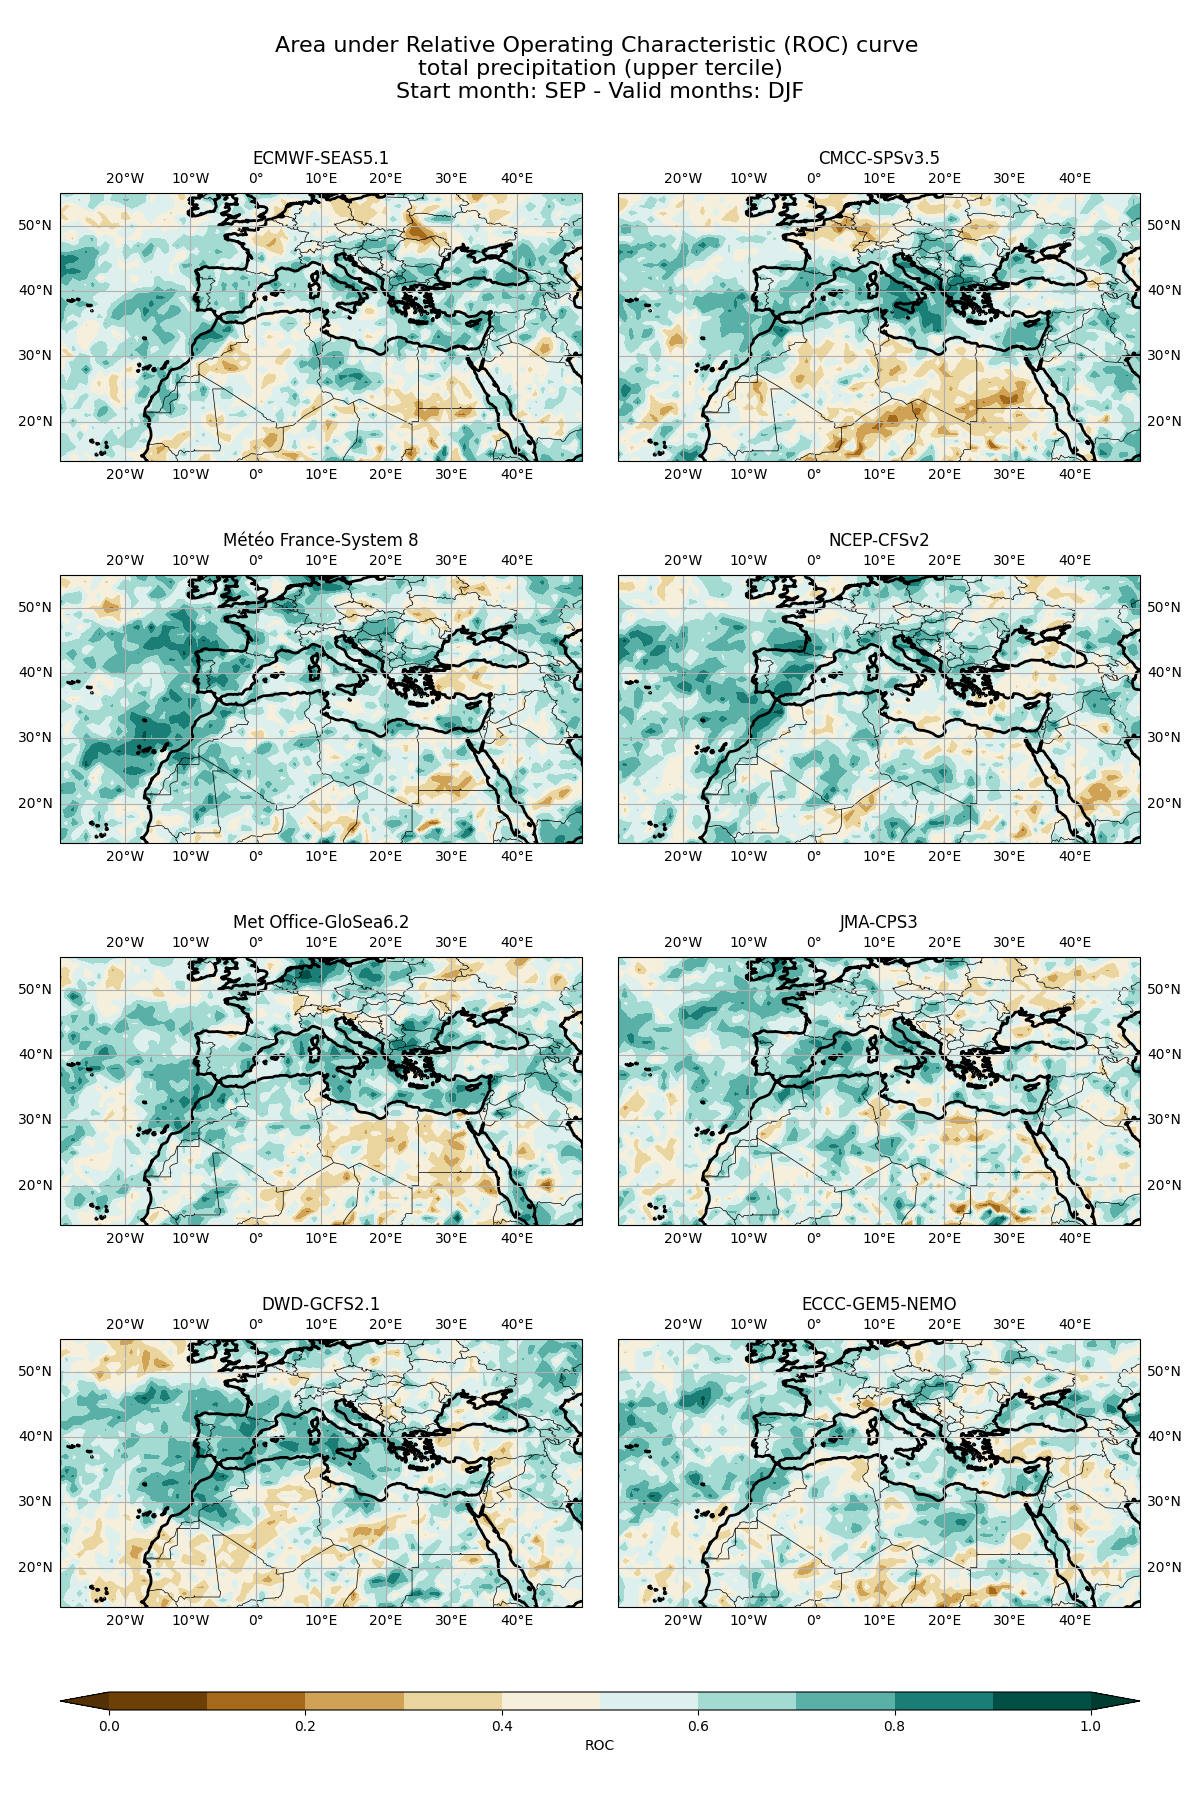 Area under Relative Operating Characteristic (ROC) curve
total precipitation (upper tercile)
Start month: SEP - Valid months: DJF
ECMWF-SEAS5.1
20°W 10°W 0° 10°E 20°E 30°E 40°E
50°N
40°N
30°N
20°N
20°W 10°W 0° 10°E 20°E 30°E 40°E
CMCC-SPSv3.5
20°W 10°W 0° 10°E 20°E 30°E 40°E
50°N
40°N
30°N
20°N
20°W 10°W 0° 10°E 20°E 30°E 40°E
Météo France-System 8
20°W 10°W 0° 10°E 20°E 30°E 40°E
50°N
40°N
30°N
20°N
20°W 10°W 0° 10°E 20°E 30°E 40°E
NCEP-CFSv2
20°W 10°W 0° 10°E 20°E 30°E 40°E
50°N
40°N
30°N
20°N
20°W 10°W 0° 10°E 20°E 30°E 40°E
Met Office-GloSea6.2
20°W 10°W 0° 10°E 20°E 30°E 40°E
50°N
40°N
30°N
20°N
20°W 10°W 0° 10°E 20°E 30°E 40°E
JMA-CPS3
20°W 10°W 0° 10°E 20°E 30°E 40°E
50°N
40°N
30°N
20°N
20°W 10°W 0° 10°E 20°E 30°E 40°E
DWD-GCFS2.1
20°W 10°W 0° 10°E 20°E 30°E 40°E
50°N
40°N
30°N
20°N
20°W 10°W 0° 10°E 20°E 30°E 40°E
ECCC-GEM5-NEMO
20°W 10°W 0° 10°E 20°E 30°E 40°E
50°N
40°N
30°N
20°N
20°W 10°W 0° 10°E 20°E 30°E 40°E
0.0 0.2 0.4 0.6 0.8 1.0
ROC